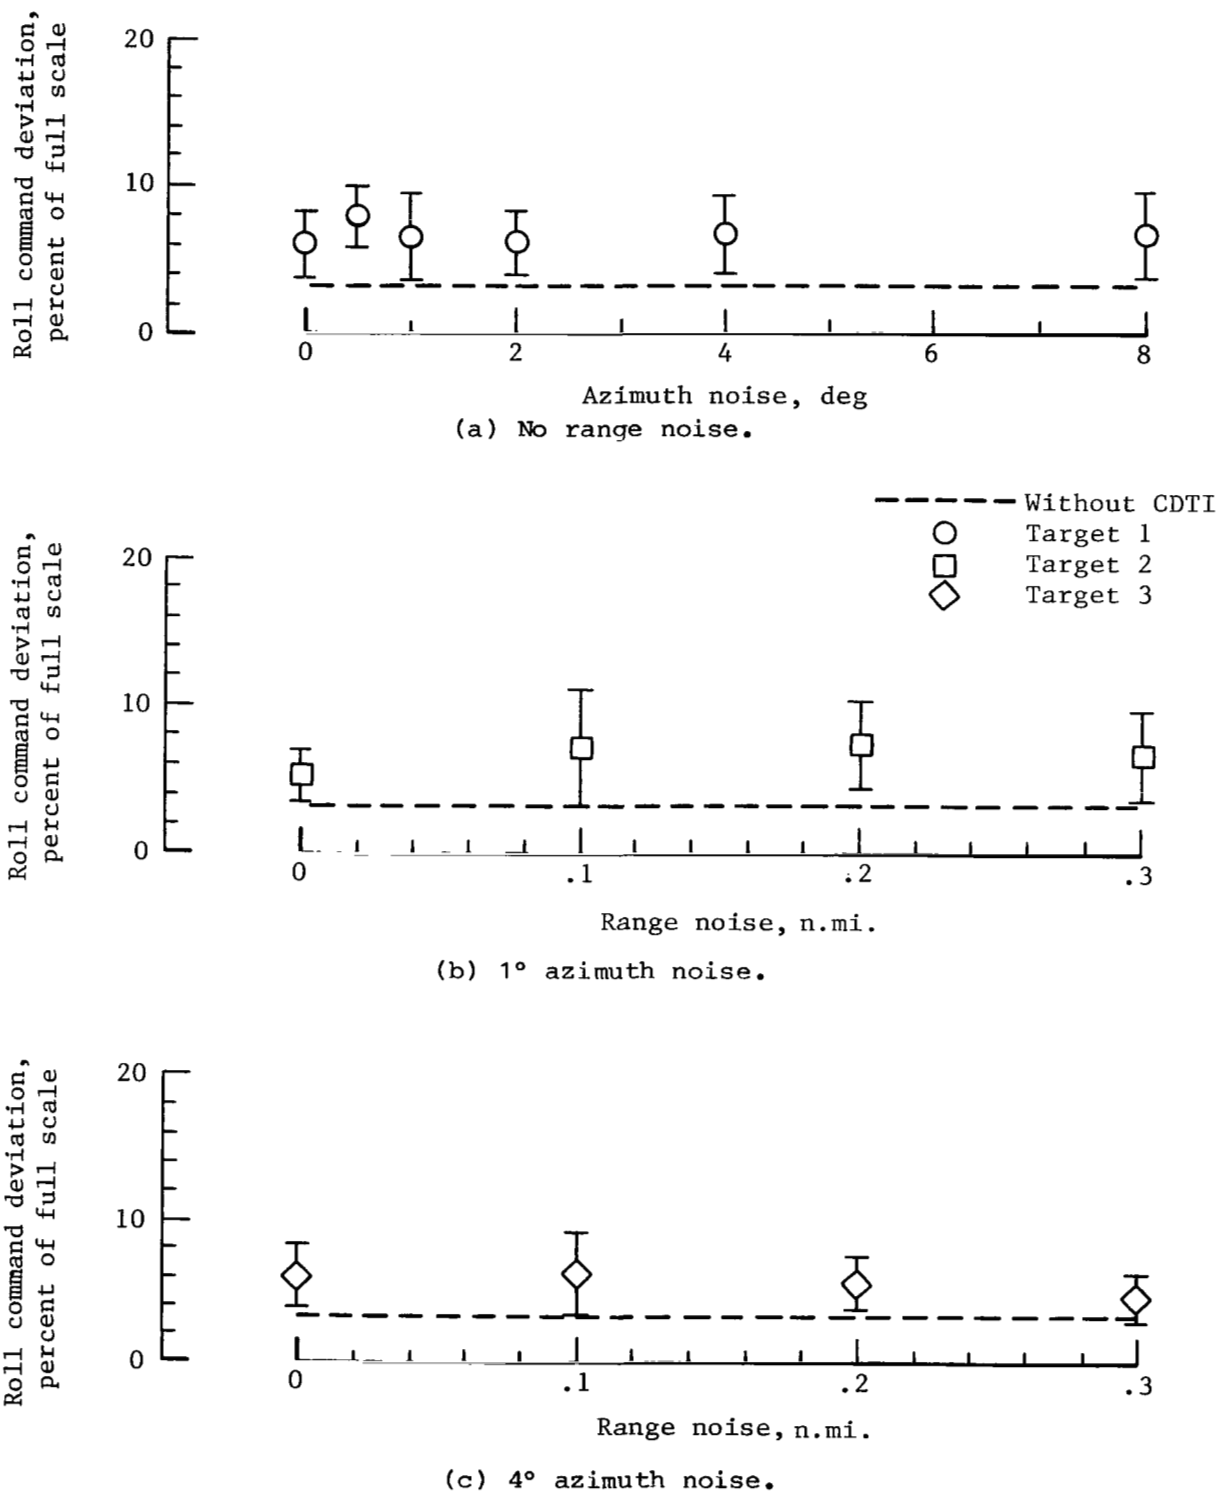 Roll command deviation,
percent of full scale
20
10
0
0 2 4 6 8
Azimuth noise, deg
(a) No range noise.
Without CDTI
Target 1
Target 2
Target 3
Roll command deviation,
percent of full scale
20
10
0
0 .1 .2 .3
Range noise, n.mi.
(b) 1° azimuth noise.
Roll command deviation,
percent of full scale
20
10
0
0 .1 .2 .3
Range noise, n.mi.
(c) 4° azimuth noise.